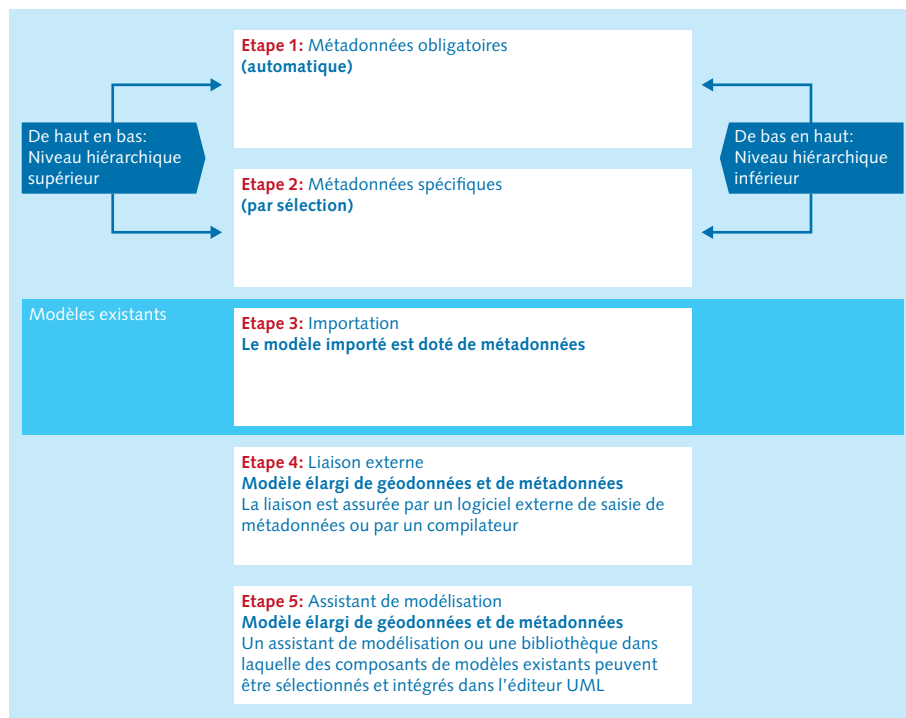 Etape 1: Métadonnées obligatoires
(automatique)
De haut en bas:
Niveau hiérarchique
supérieur
De bas en haut:
Niveau hiérarchique
inférieur
Etape 2: Métadonnées spécifiques
(par sélection)
Modèles existants
Etape 3: Importation
Le modèle importé est doté de métadonnées
Etape 4: Liaison externe
Modèle élargi de géodonnées et de métadonnées
La liaison est assurée par un logiciel externe de saisie de
métadonnées ou par un compilateur
Etape 5: Assistant de modélisation
Modèle élargi de géodonnées et de métadonnées
Un assistant de modélisation ou une bibliothèque dans
laquelle des composants de modèles existants peuvent
être sélectionnés et intégrés dans l'éditeur UML